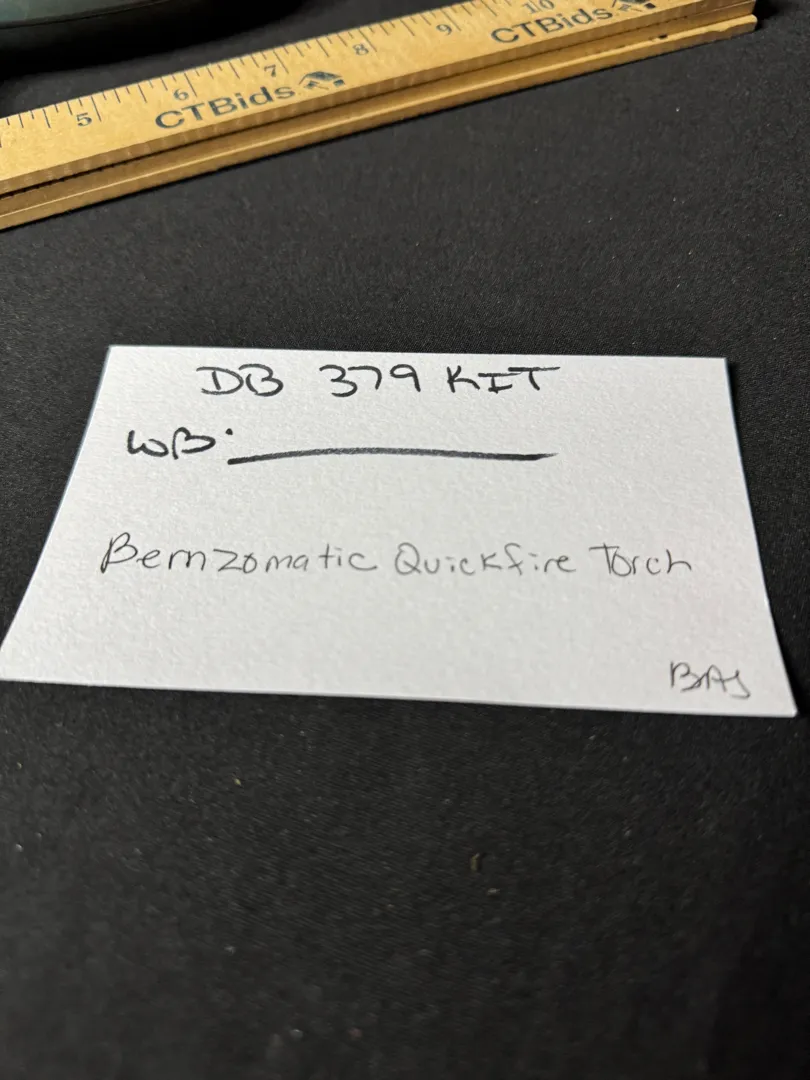 5 6 7 8 9 10
CTBids CTBids
DB 379 KIT
WB:
Bernzomatic Quickfire Torch
BAJ